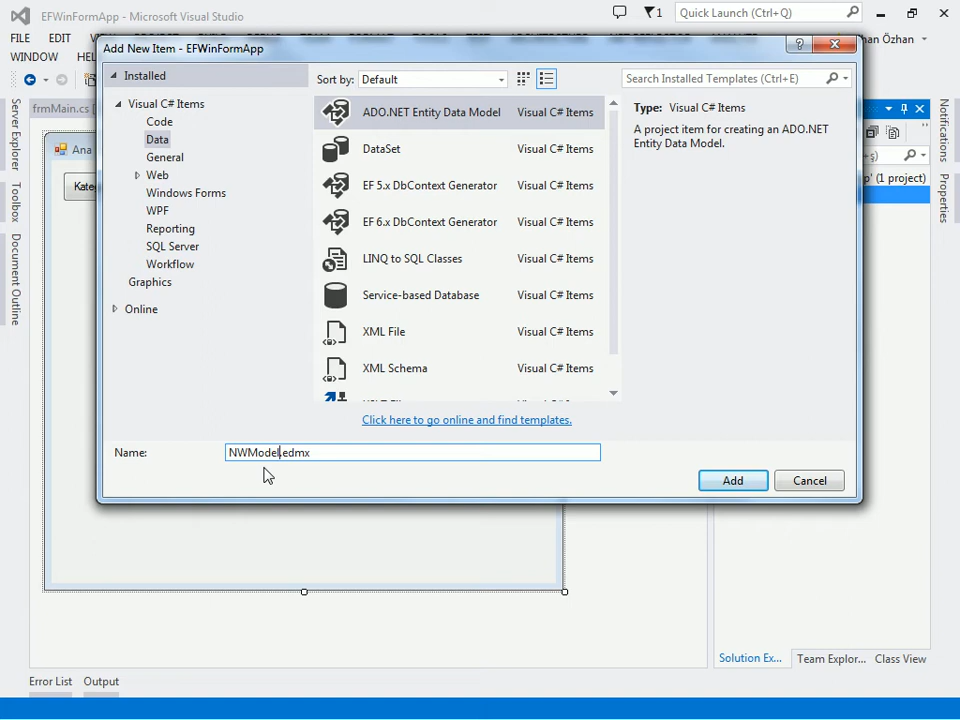 EFWinFormApp - Microsoft Visual Studio
1
Quick Launch (Ctrl+Q)
FILE EDIT
han Özhan
WINDOW HEL
Add New Item - EFWinFormApp
Installed
Visual C# Items
Code
Data
General
Web
Windows Forms
WPF
Reporting
SQL Server
Workflow
Graphics
Online
Sort by: Default
Search Installed Templates (Ctrl+E)
ADO.NET Entity Data Model Visual C# Items
DataSet Visual C# Items
EF 5.x DbContext Generator Visual C# Items
EF 6.x DbContext Generator Visual C# Items
LINQ to SQL Classes Visual C# Items
Service-based Database Visual C# Items
XML File Visual C# Items
XML Schema Visual C# Items
Type: Visual C# Items
A project item for creating an ADO.NET
Entity Data Model.
Click here to go online and find templates.
Name: NWModel.edmx
Add Cancel
frmMain.cs [
Ana
Kateg
Server Explorer
Toolbox
Document Outline
p' (1 project)
Notifications
Properties
Solution Ex... Team Explor... Class View
Error List Output